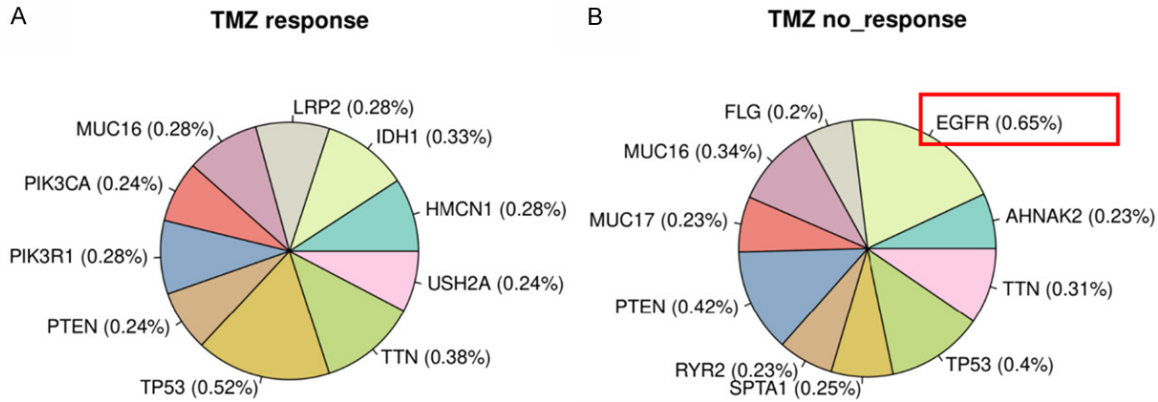 A
TMZ response
LRP2 (0.28%)
MUC16 (0.28%)
IDH1 (0.33%)
PIK3CA (0.24%)
HMCN1 (0.28%)
PIK3R1 (0.28%)
USH2A (0.24%)
PTEN (0.24%)
TTN (0.38%)
TP53 (0.52%)
B
TMZ no_response
FLG (0.2%)
EGFR (0.65%)
MUC16 (0.34%)
MUC17 (0.23%)
AHNAK2 (0.23%)
TTN (0.31%)
PTEN (0.42%)
TP53 (0.4%)
RYR2 (0.23%)
SPTA1 (0.25%)